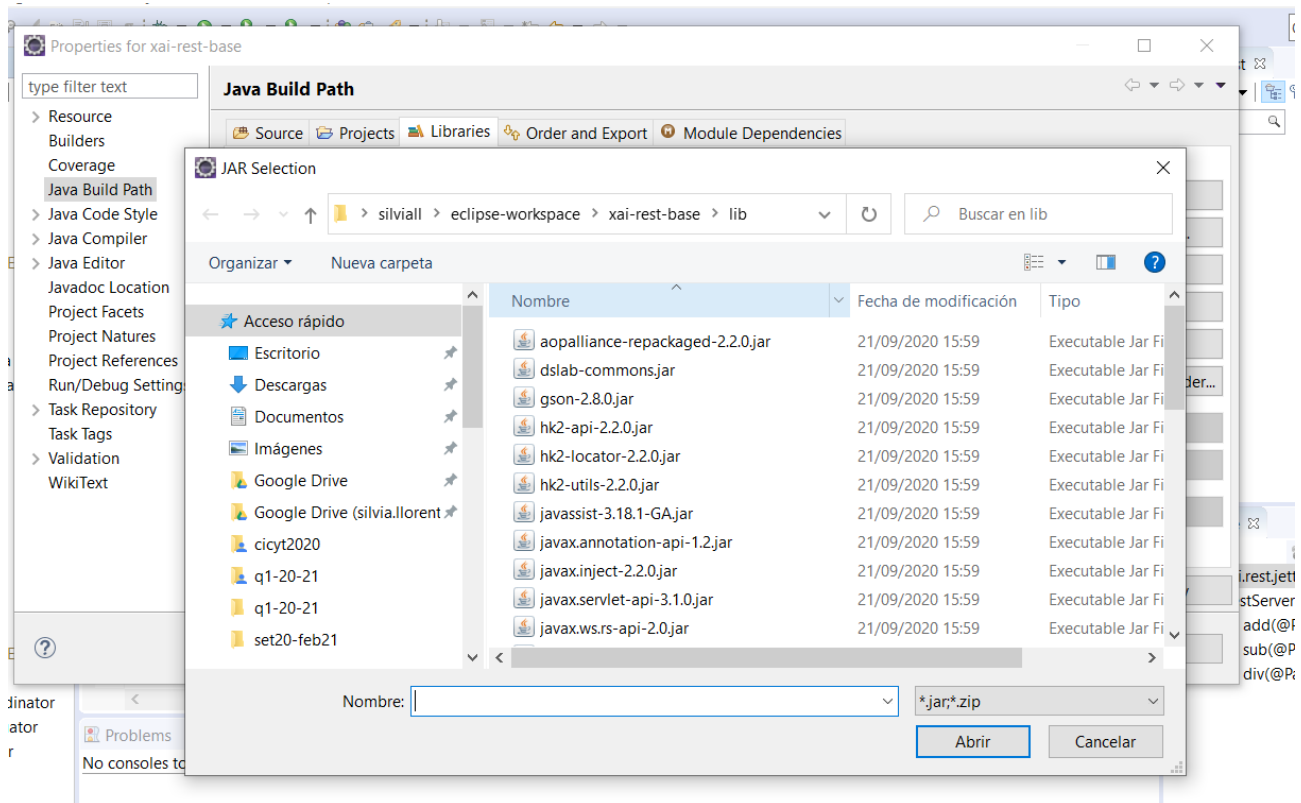 Properties for xai-rest-base
type filter text
Java Build Path
Resource
Builders
Coverage
Java Build Path
Java Code Style
Java Compiler
Java Editor
Javadoc Location
Project Facets
Project Natures
Project References
Run/Debug Setting
Task Repository
Task Tags
Validation
WikiText
Source Projects Libraries Order and Export Module Dependencies
JAR Selection
silviall > eclipse-workspace > xai-rest-base > lib
Buscar en lib
Organizar Nueva carpeta
Acceso rápido
Escritorio
Descargas
Documentos
Imágenes
Google Drive
Google Drive (silvia.llorent
cicyt2020
q1-20-21
q1-20-21
set20-feb21
Nombre Fecha de modificación Tipo
aopalliance-repackaged-2.2.0.jar 21/09/2020 15:59 Executable Jar Fi
dslab-commons.jar 21/09/2020 15:59 Executable Jar Fi
gson-2.8.0.jar 21/09/2020 15:59 Executable Jar Fi
hk2-api-2.2.0.jar 21/09/2020 15:59 Executable Jar Fi
hk2-locator-2.2.0.jar 21/09/2020 15:59 Executable Jar Fi
hk2-utils-2.2.0.jar 21/09/2020 15:59 Executable Jar Fi
javassist-3.18.1-GA.jar 21/09/2020 15:59 Executable Jar Fi
javax.annotation-api-1.2.jar 21/09/2020 15:59 Executable Jar Fi
javax.inject-2.2.0.jar 21/09/2020 15:59 Executable Jar Fi
javax.servlet-api-3.1.0.jar 21/09/2020 15:59 Executable Jar Fi
javax.ws.rs-api-2.0.jar 21/09/2020 15:59 Executable Jar Fi
Nombre:
*.jar;*.zip
Abrir Cancelar
der...
i.rest.jett
stServer
add(@P
sub(@P
div(@Pa
dinator
ator
r
Problems
No consoles to